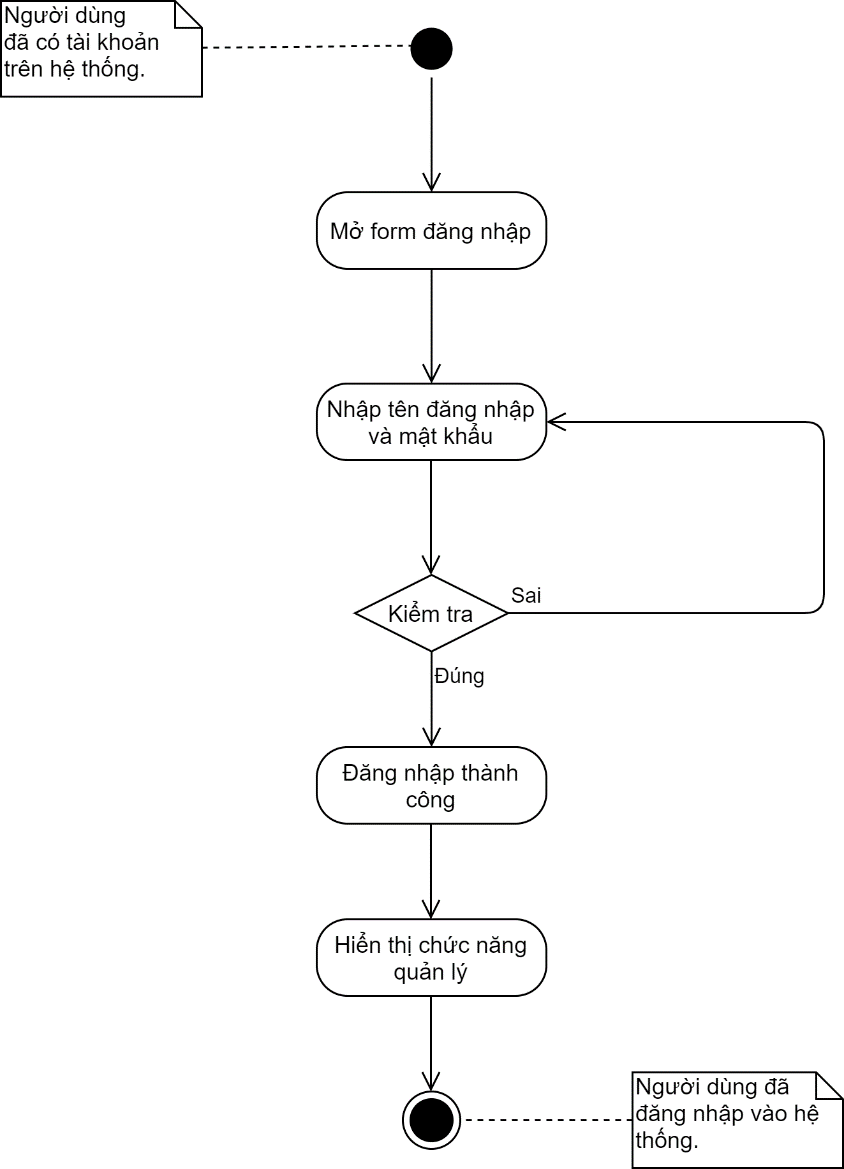 Người dùng
đã có tài khoản
trên hệ thống.
Mở form đăng nhập
Nhập tên đăng nhập
và mật khẩu
Kiểm tra
Sai
Đúng
Đăng nhập thành
công
Hiển thị chức năng
quản lý
Người dùng đã
đăng nhập vào hệ
thống.